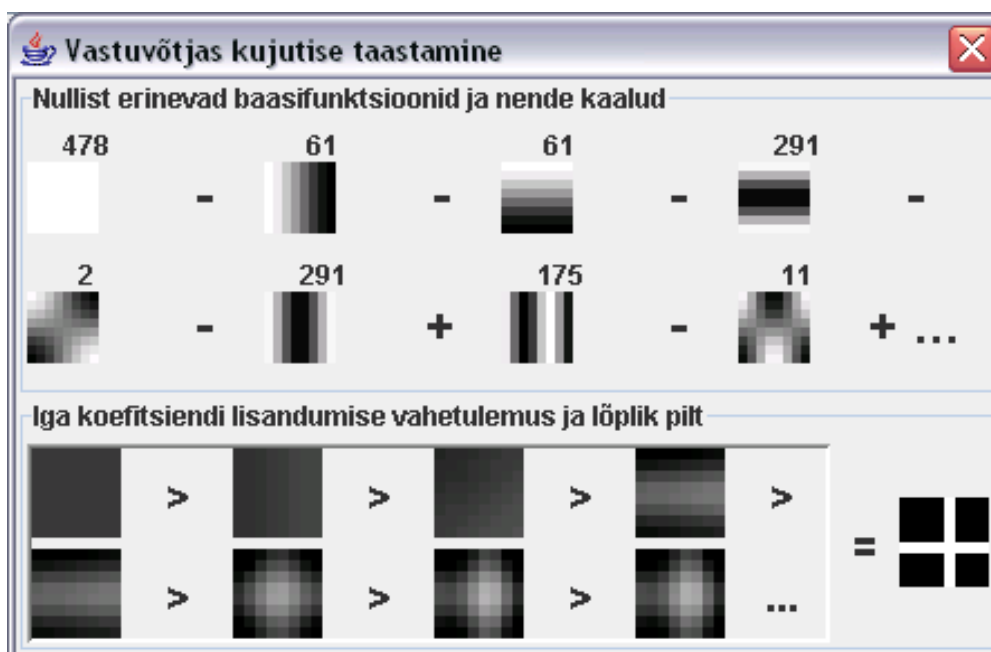 Vastuvõtjas kujutise taastamine
Nullist erinevad baasifunktsioonid ja nende kaalud
478 61 61 291
- - - -
2 291 175 11
- + - + ...
Iga koefitsiendi lisandumise vahetulemus ja lõplik pilt
> > > >
=
> > > ...